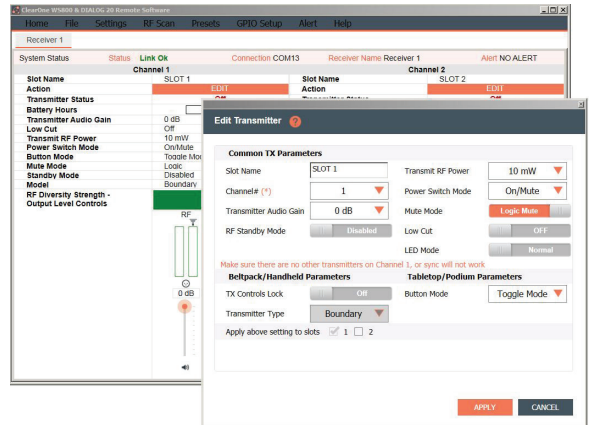 ClearOne WS800 & DIALOG 20 Remote Software
Home File Settings RF Scan Presets GPIO Setup Alert Help
Receiver 1
System Status Status Link Ok Connection COM13 Receiver Name Receiver 1 Alert NO ALERT
Channel 1 Channel 2
Slot Name SLOT 1 Slot Name SLOT 2
Action EDIT Action EDIT
Transmitter Status Off Transmitter Status Off
Battery Hours
Transmitter Audio Gain 0 dB
Low Cut Off
Transmit RF Power 10 mW
Power Switch Mode On/Mute
Button Mode Toggle Mo
Mute Mode Logic
Standby Mode Disabled
Model Boundary
RF Diversity Strength -
Output Level Controls
RF
0 dB
Edit Transmitter ?
Common TX Parameters
Slot Name SLOT 1 Transmit RF Power 10 mW
Channel# (*) 1 Power Switch Mode On/Mute
Transmitter Audio Gain 0 dB Mute Mode Logic Mute
RF Standby Mode Disabled Low Cut OFF
LED Mode Normal
Make sure there are no other transmitters on Channel 1, or sync will not work
Beltpack/Handheld Parameters Tabletop/Podium Parameters
TX Controls Lock Off Button Mode Toggle Mode
Transmitter Type Boundary
Apply above setting to slots 1 2
APPLY CANCEL